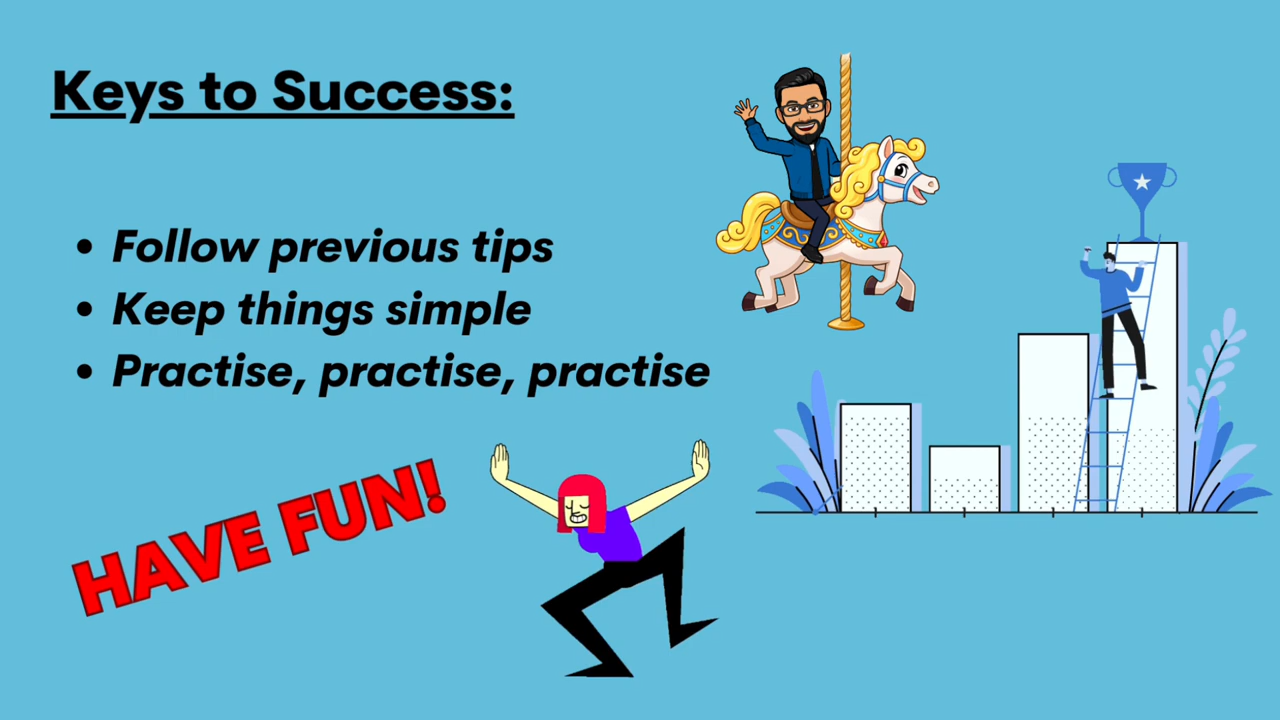 Keys to Success:
• Follow previous tips
• Keep things simple
• Practise, practise, practise
HAVE FUN!